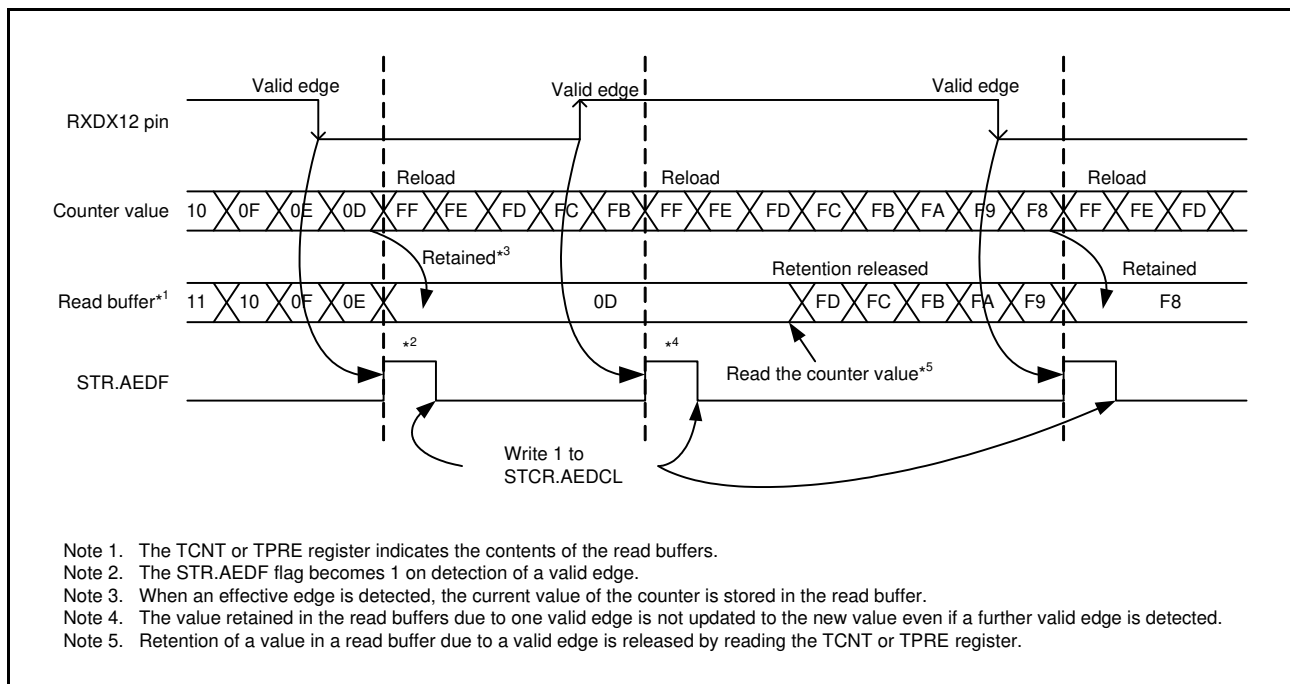 Valid edge Valid edge Valid edge
RXDX12 pin
Reload Reload Reload
Counter value 10 0F 0E 0D FF FE FD FC FB FF FE FD FC FB FA F9 F8 FF FE FD
Retained*3 Retention released Retained
Read buffer*1 11 10 0F 0E 0D FD FC FB FA F9 F8
*2 *4
STR.AEDF Read the counter value*5
Write 1 to
STCR.AEDCL
Note 1. The TCNT or TPRE register indicates the contents of the read buffers.
Note 2. The STR.AEDF flag becomes 1 on detection of a valid edge.
Note 3. When an effective edge is detected, the current value of the counter is stored in the read buffer.
Note 4. The value retained in the read buffers due to one valid edge is not updated to the new value even if a further valid edge is detected.
Note 5. Retention of a value in a read buffer due to a valid edge is released by reading the TCNT or TPRE register.